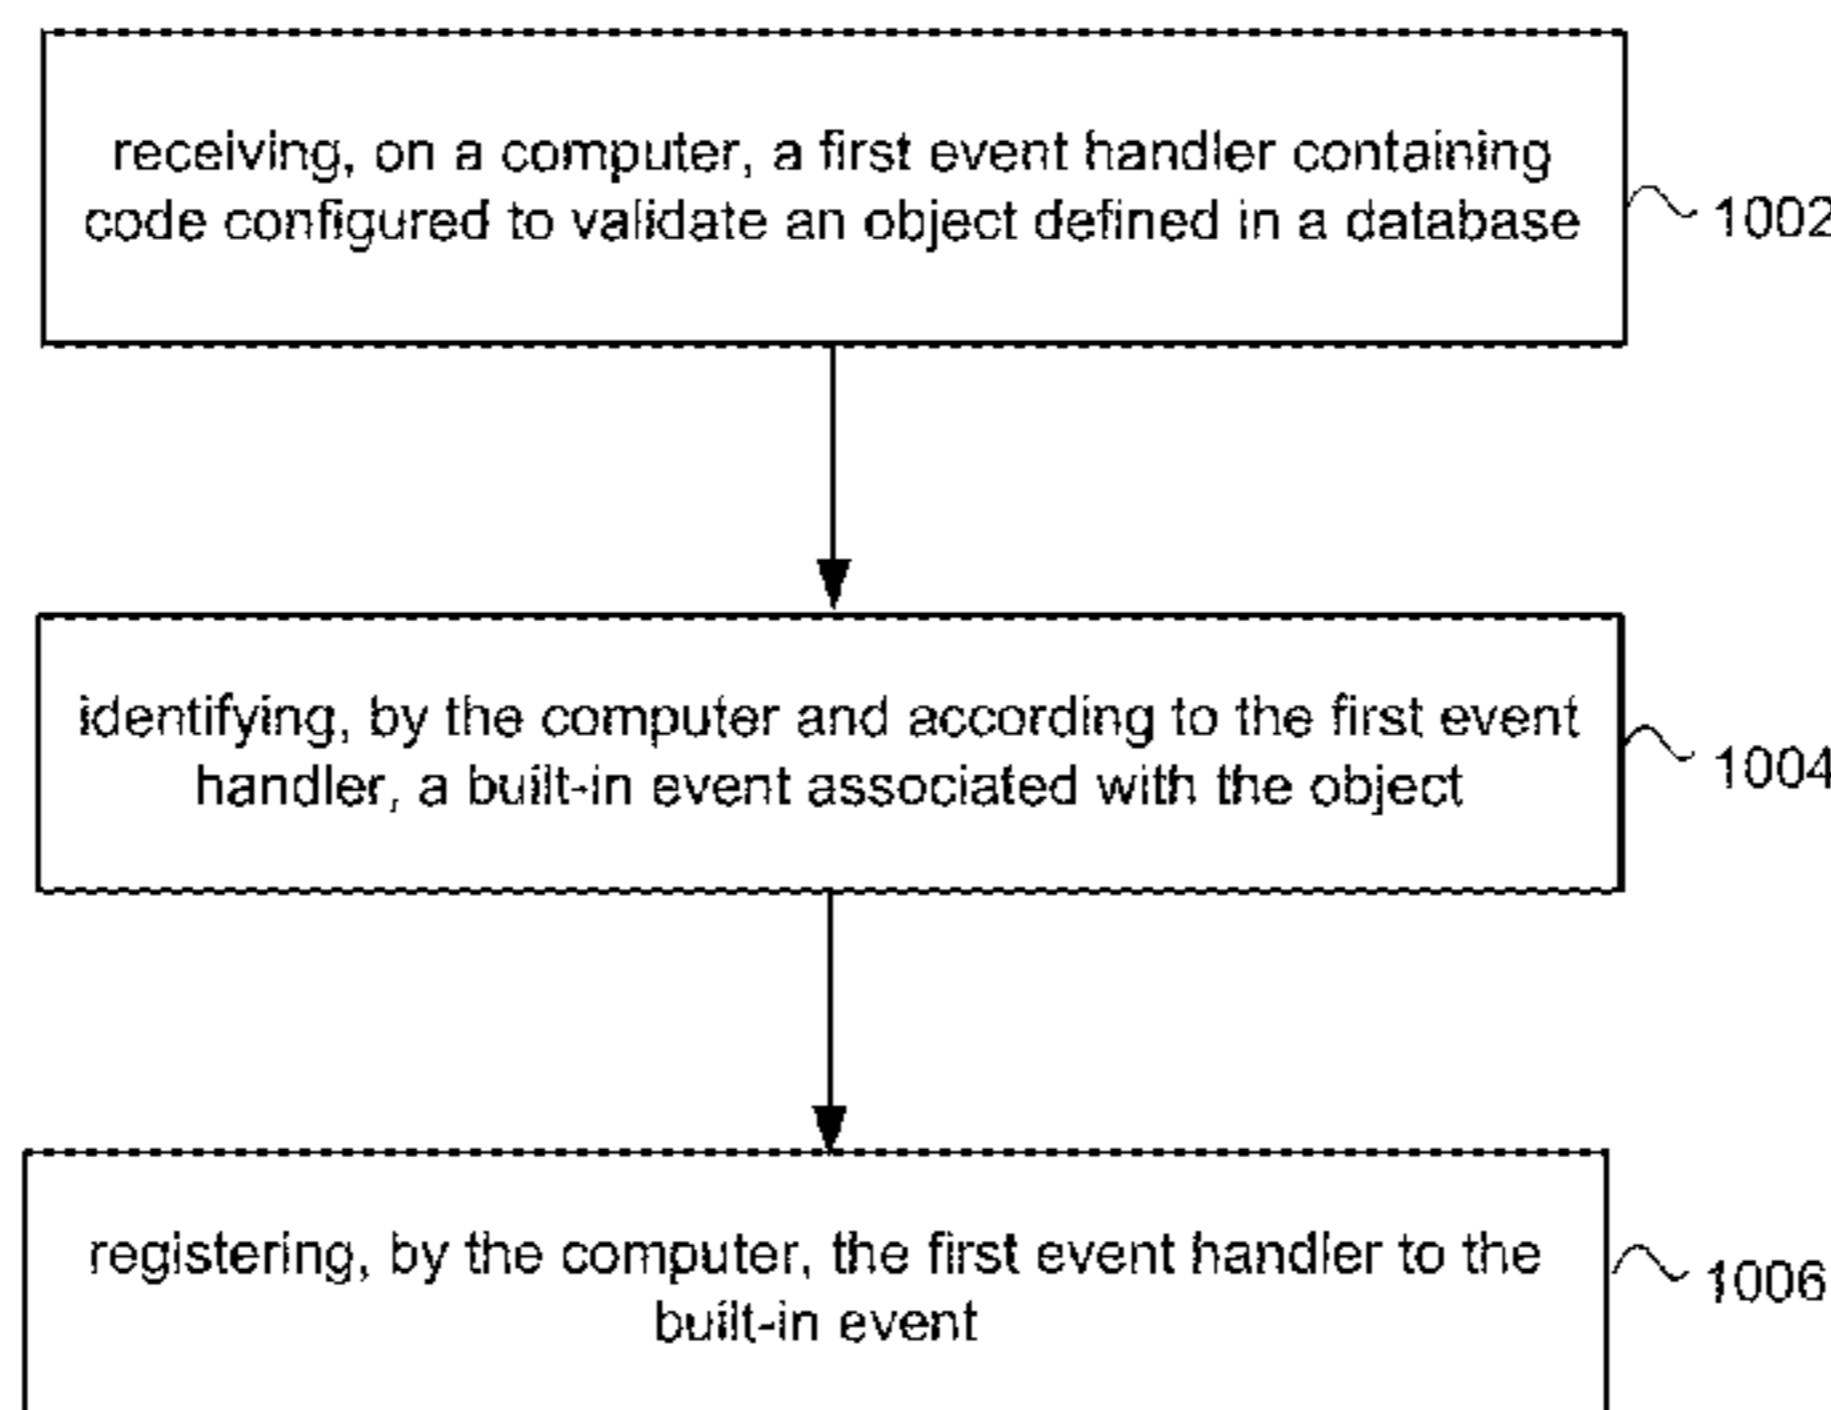 receiving, on a computer, a first event handler containing
code configured to validate an object defined in a database
1002
identifying, by the computer and according to the first event
handler, a built-in event associated with the object
1004
registering, by the computer, the first event handler to the
built-in event
1006